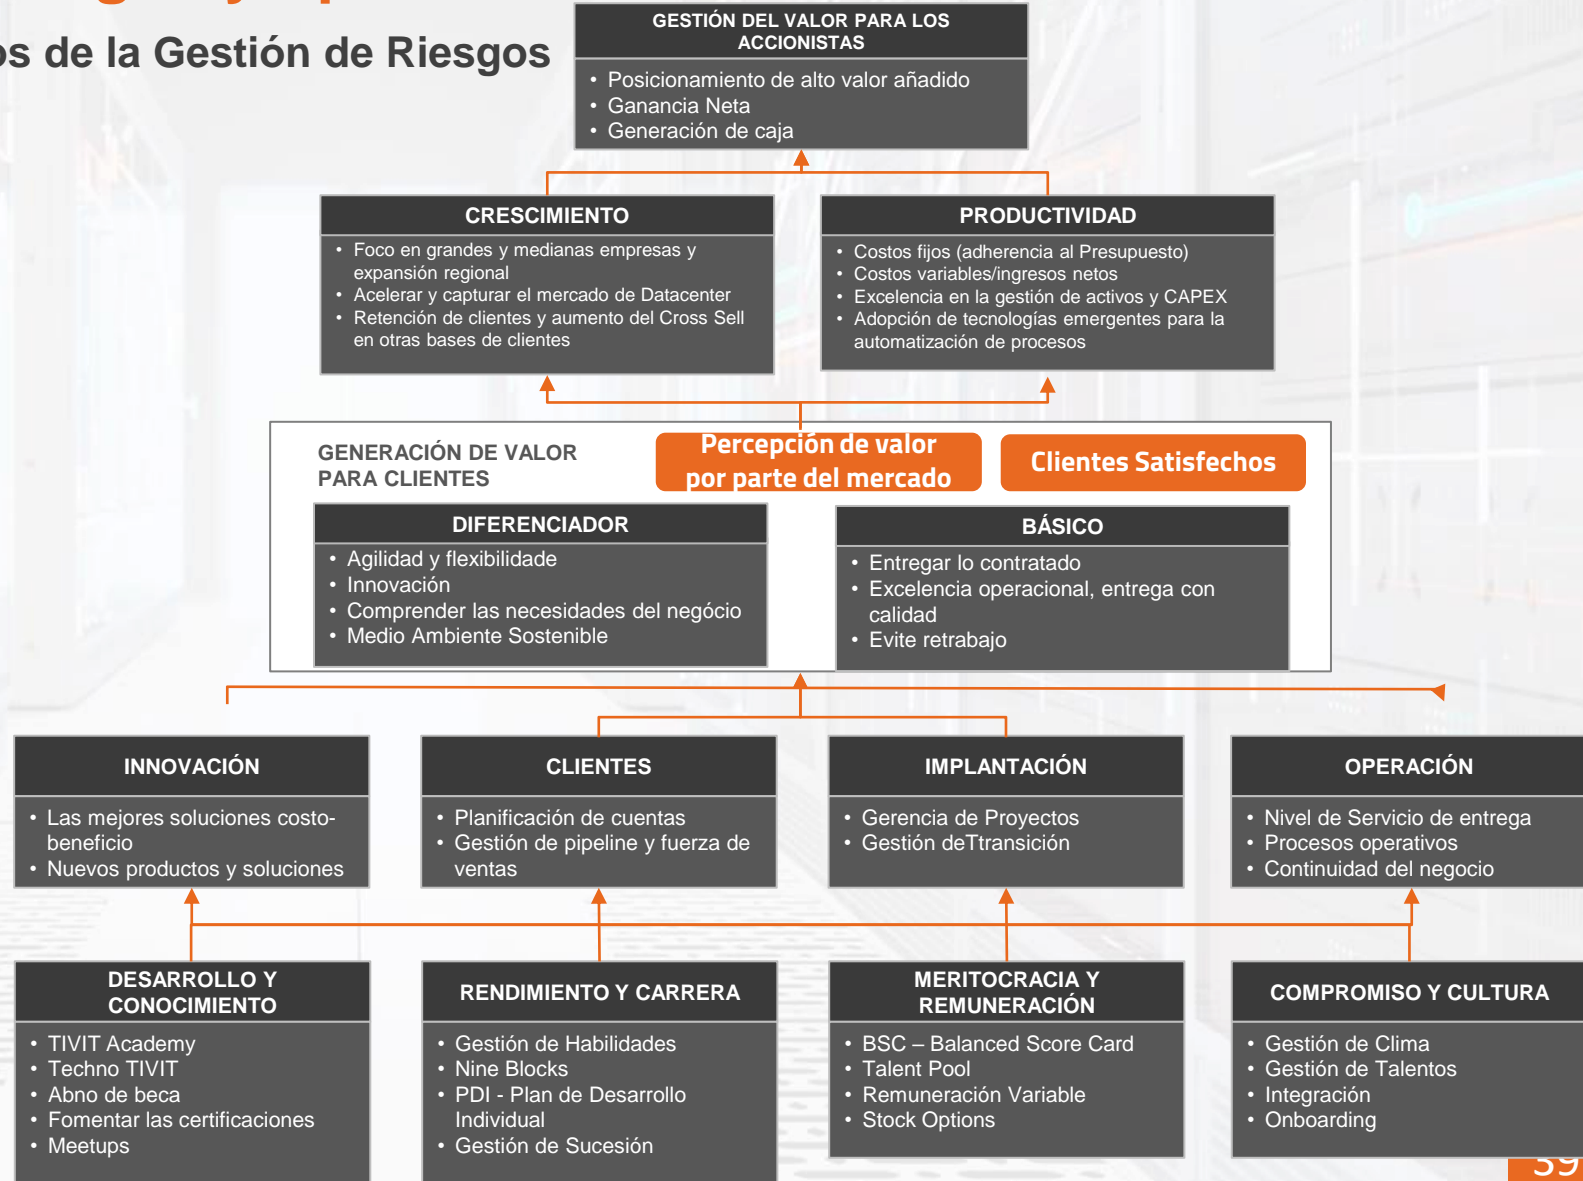 os de la Gestión de Riesgos
GESTIÓN DEL VALOR PARA LOS
ACCIONISTAS
• Posicionamiento de alto valor añadido
• Ganancia Neta
• Generación de caja
CRESCIMIENTO
• Foco en grandes y medianas empresas y
expansión regional
• Acelerar y capturar el mercado de Datacenter
• Retención de clientes y aumento del Cross Sell
en otras bases de clientes
PRODUCTIVIDAD
• Costos fijos (adherencia al Presupuesto)
• Costos variables/ingresos netos
• Excelencia en la gestión de activos y CAPEX
• Adopción de tecnologías emergentes para la
automatización de procesos
GENERACIÓN DE VALOR
PARA CLIENTES
Percepción de valor
por parte del mercado
Clientes Satisfechos
DIFERENCIADOR
• Agilidad y flexibilidade
• Innovación
• Comprender las necesidades del negócio
• Medio Ambiente Sostenible
BÁSICO
• Entregar lo contratado
• Excelencia operacional, entrega con
calidad
• Evite retrabajo
INNOVACIÓN
• Las mejores soluciones costo-
beneficio
• Nuevos productos y soluciones
CLIENTES
• Planificación de cuentas
• Gestión de pipeline y fuerza de
ventas
IMPLANTACIÓN
• Gerencia de Proyectos
• Gestión deTtransición
OPERACIÓN
• Nivel de Servicio de entrega
• Procesos operativos
• Continuidad del negocio
DESARROLLO Y
CONOCIMIENTO
• TIVIT Academy
• Techno TIVIT
• Abno de beca
• Fomentar las certificaciones
• Meetups
RENDIMIENTO Y CARRERA
• Gestión de Habilidades
• Nine Blocks
• PDI - Plan de Desarrollo
Individual
• Gestión de Sucesión
MERITOCRACIA Y
REMUNERACIÓN
• BSC – Balanced Score Card
• Talent Pool
• Remuneración Variable
• Stock Options
COMPROMISO Y CULTURA
• Gestión de Clima
• Gestión de Talentos
• Integración
• Onboarding
39